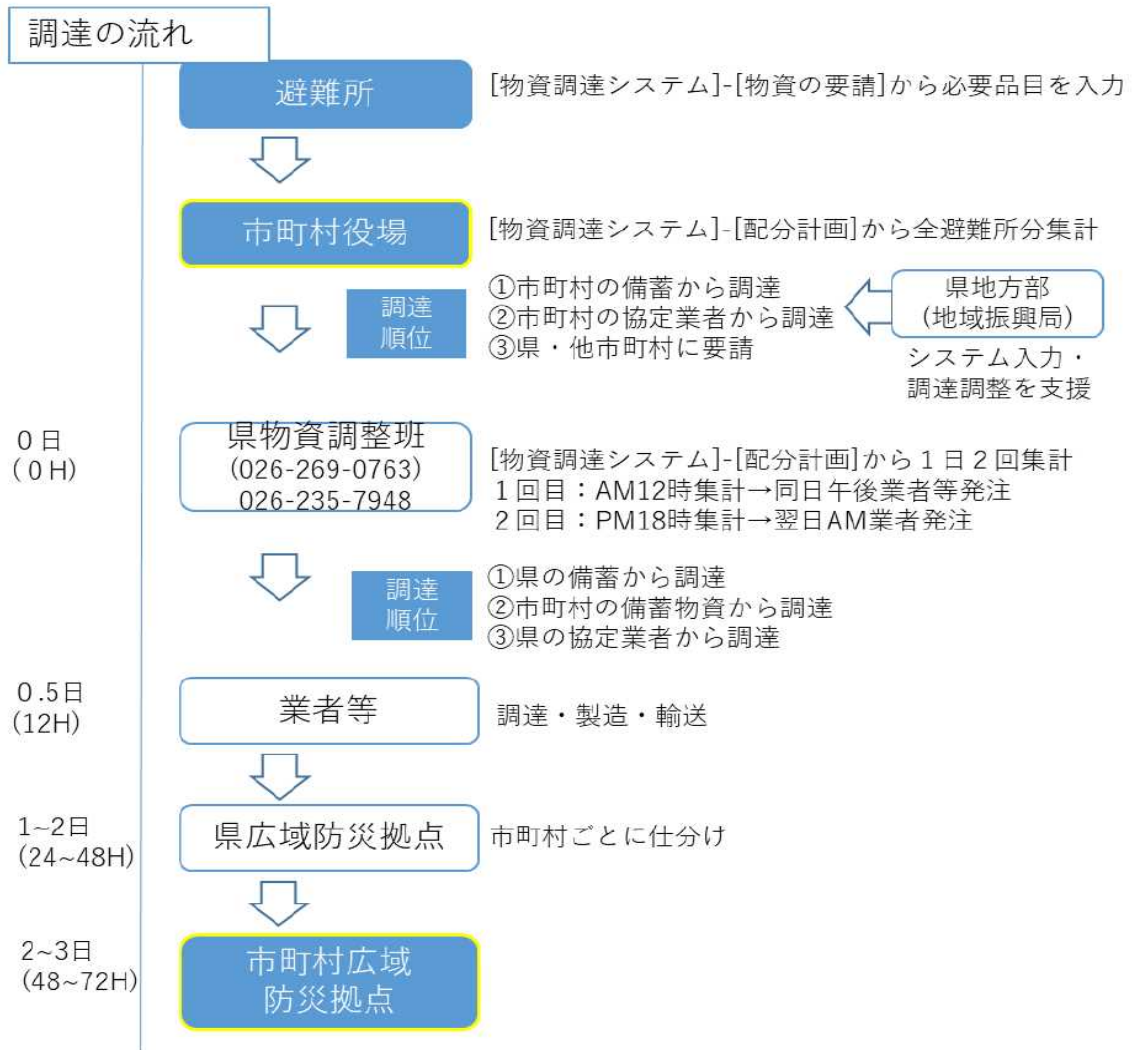 調達の流れ
避難所
[物資調達システム]-[物資の要請]から必要品目を入力
市町村役場
[物資調達システム]-[配分計画]から全避難所分集計
調達
順位
①市町村の備蓄から調達
②市町村の協定業者から調達
③県・他市町村に要請
県地方部
(地域振興局)
システム入力・
調達調整を支援
０日
(０H)
県物資調整班
(026-269-0763)
026-235-7948
[物資調達システム]-[配分計画]から１日２回集計
１回目：AM12時集計→同日午後業者等発注
２回目：PM18時集計→翌日AM業者発注
調達
順位
①県の備蓄から調達
②市町村の備蓄物資から調達
③県の協定業者から調達
０.5日
(12H)
業者等
調達・製造・輸送
1~2日
(24~48H)
県広域防災拠点
市町村ごとに仕分け
2~3日
(48~72H)
市町村広域
防災拠点